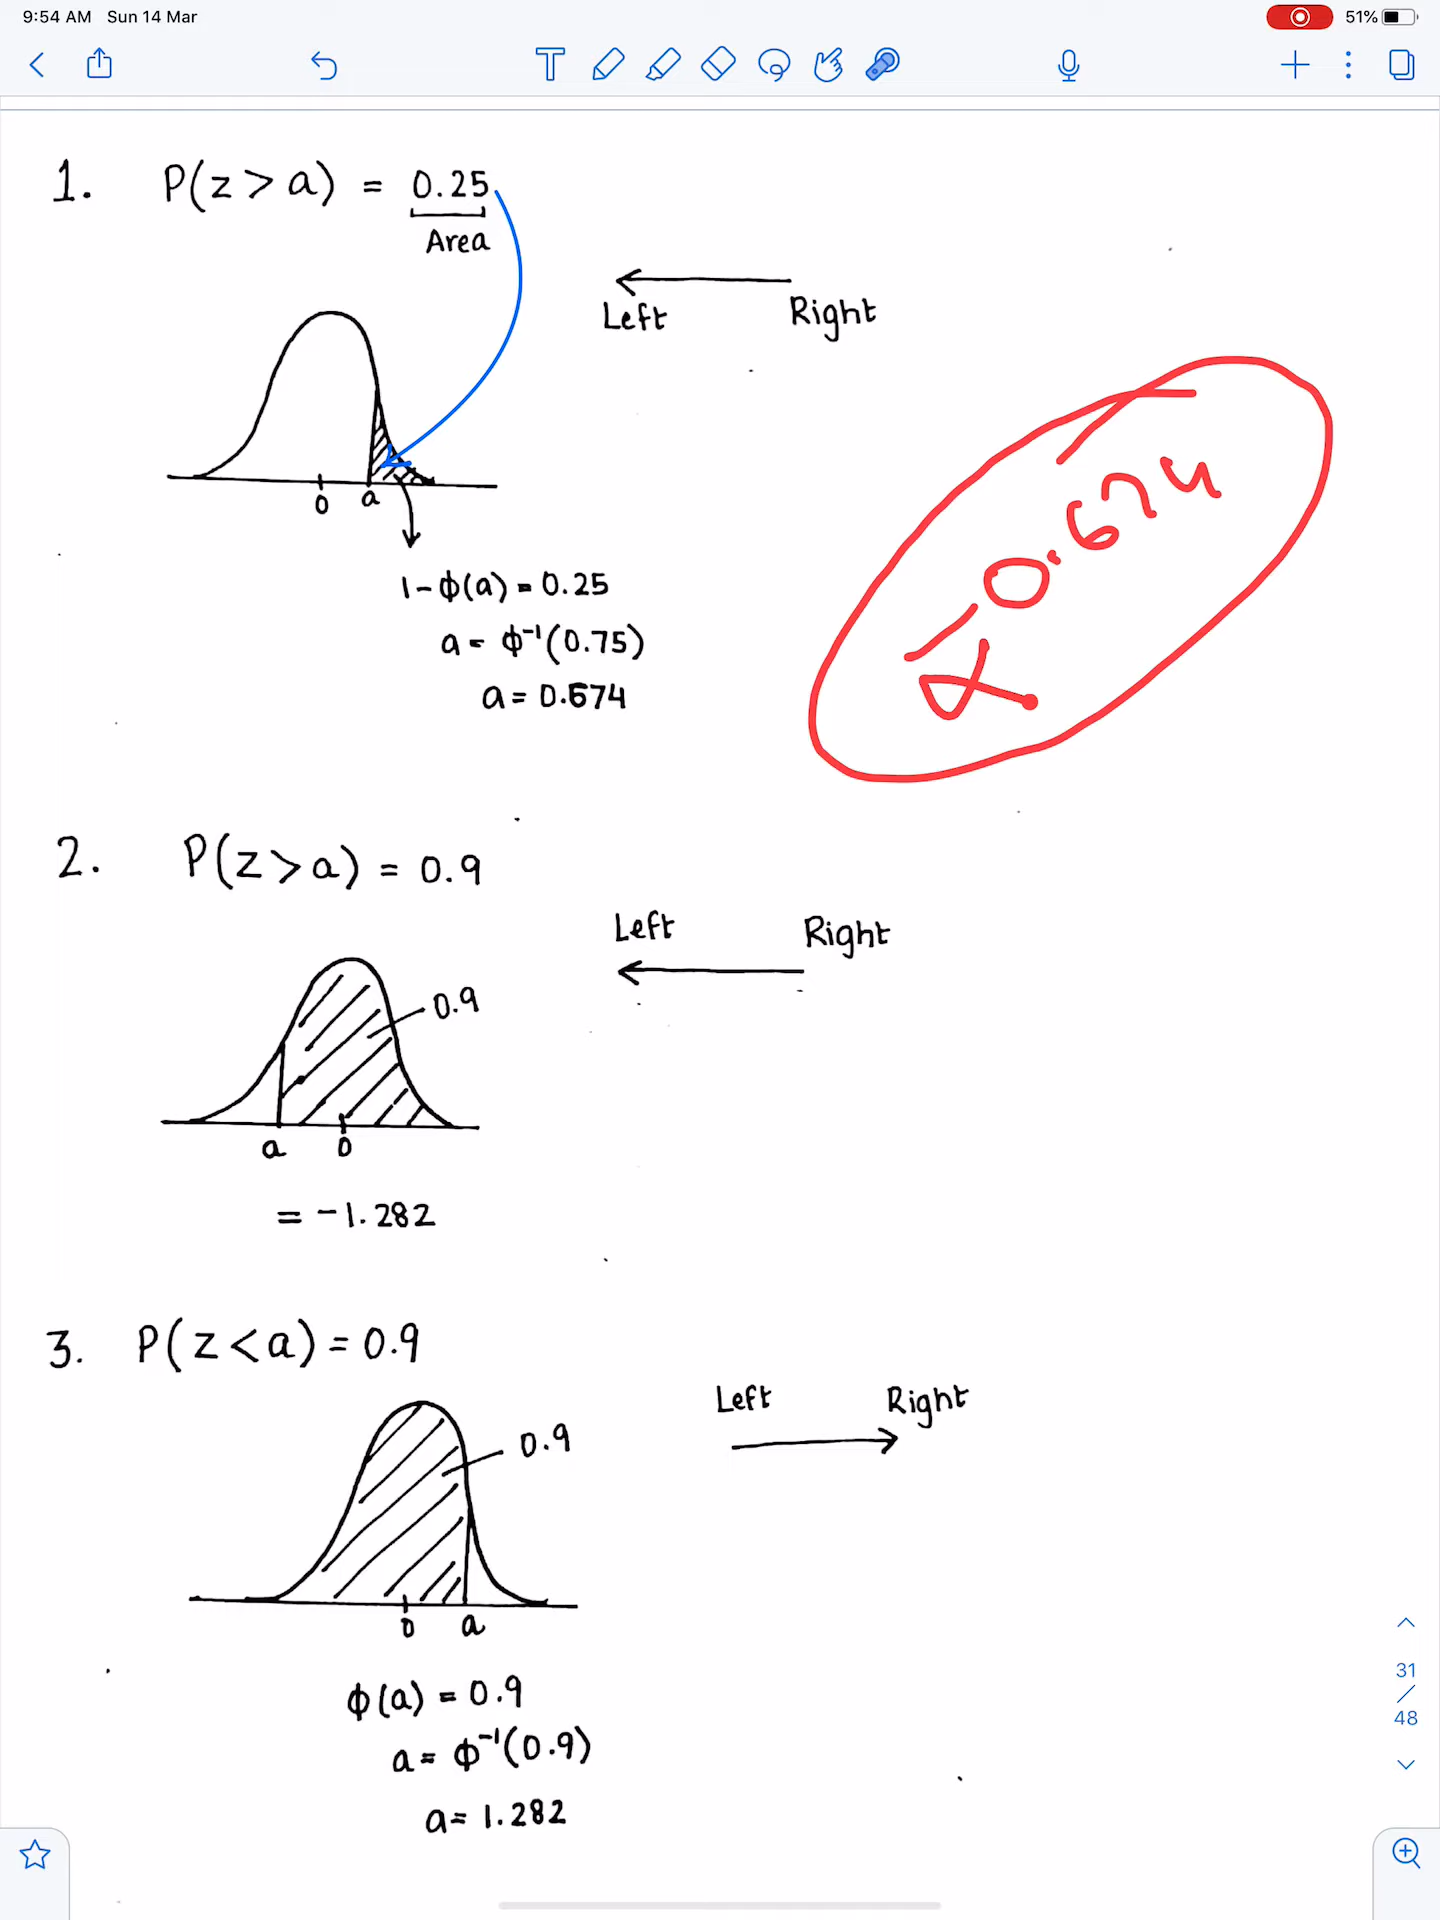 9:54 AM Sun 14 Mar
51%
1. P(z > a) = 0.25
Area
Left Right
0 a
1 - ϕ(a) = 0.25
a = ϕ⁻¹(0.75)
a = 0.674
0.674
2. P(z > a) = 0.9
Left Right
0.9
a 0
= -1.282
3. P(z < a) = 0.9
Left Right
0.9
0 a
ϕ(a) = 0.9
a = ϕ⁻¹(0.9)
a = 1.282
31
/
48